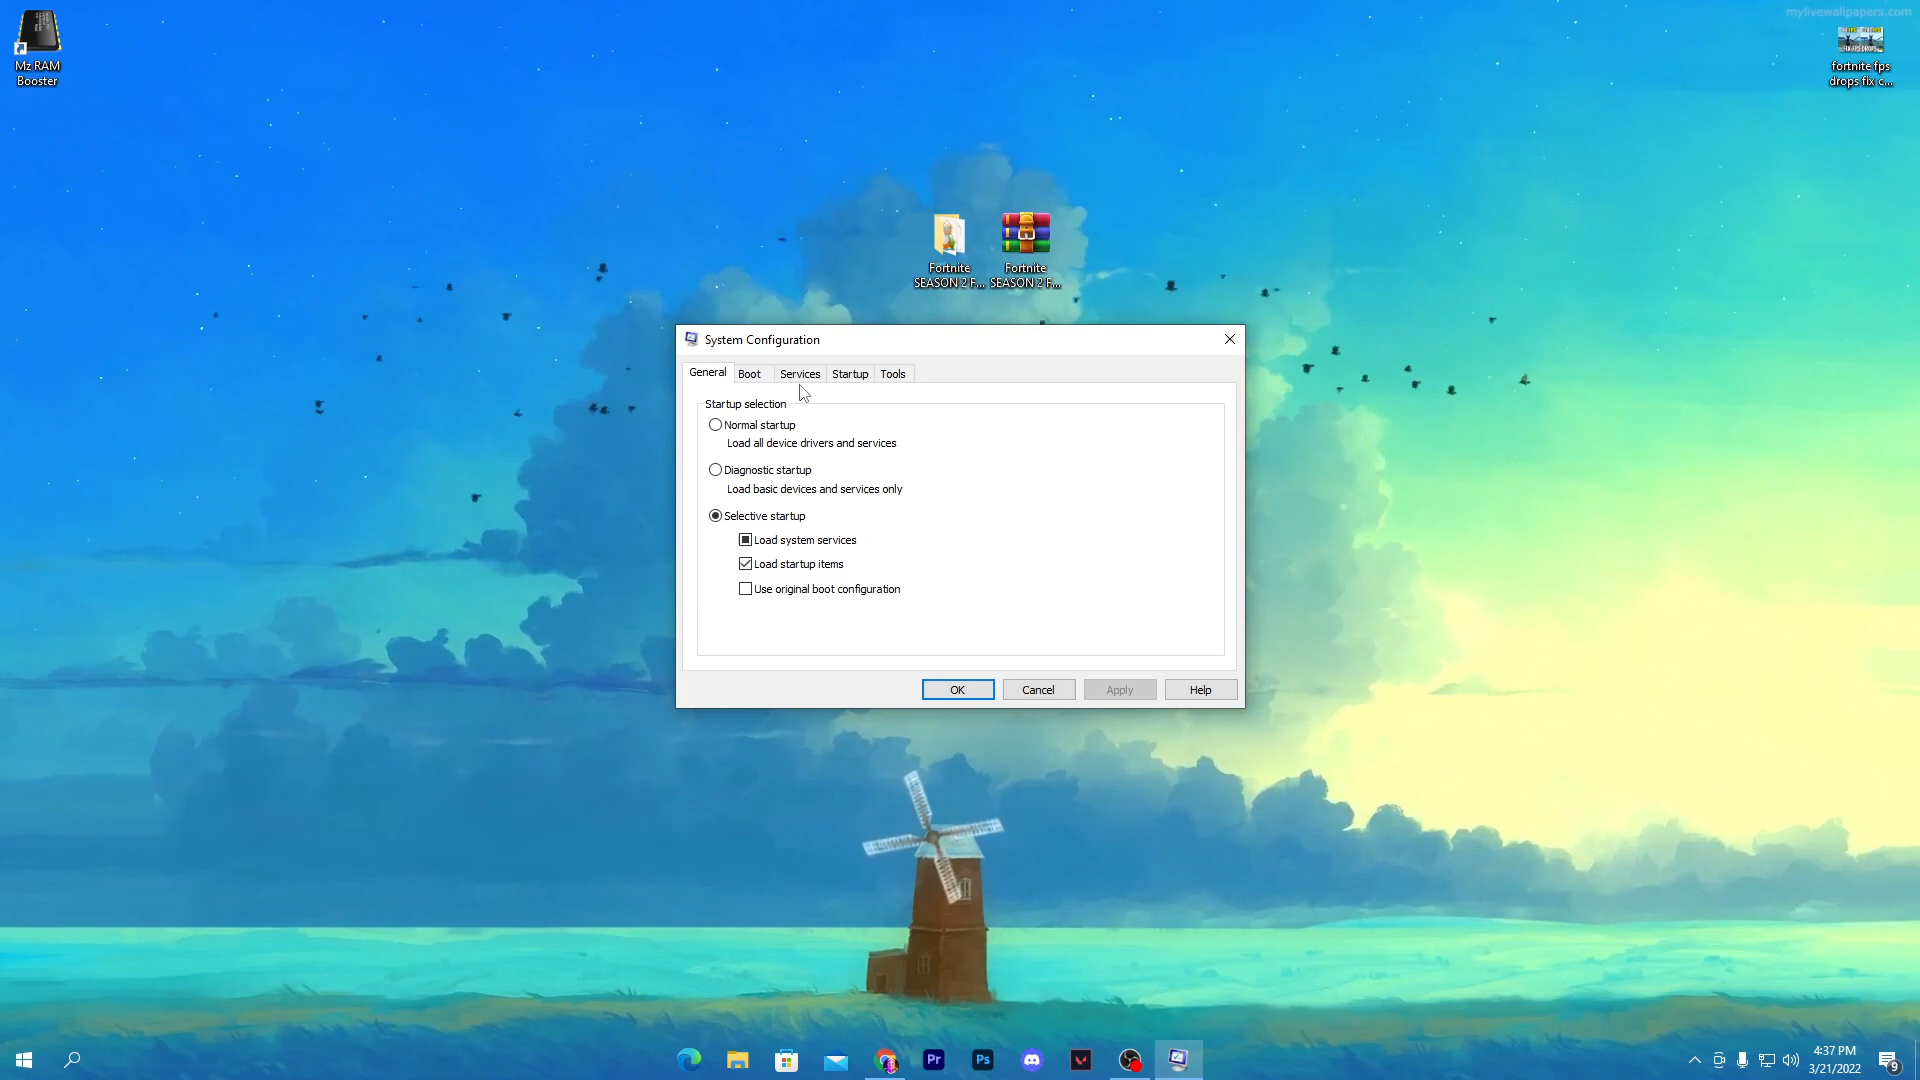 mylivewallpapers.com
Mz RAM
Booster
fortnite fps
drops fix c...
Fortnite
SEASON 2 F...
Fortnite
SEASON 2 F...
System Configuration
General
Boot
Services
Startup
Tools
Startup selection
Normal startup
Load all device drivers and services
Diagnostic startup
Load basic devices and services only
Selective startup
Load system services
Load startup items
Use original boot configuration
OK
Cancel
Apply
Help
Pr
Ps
4:37 PM
3/21/2022
9